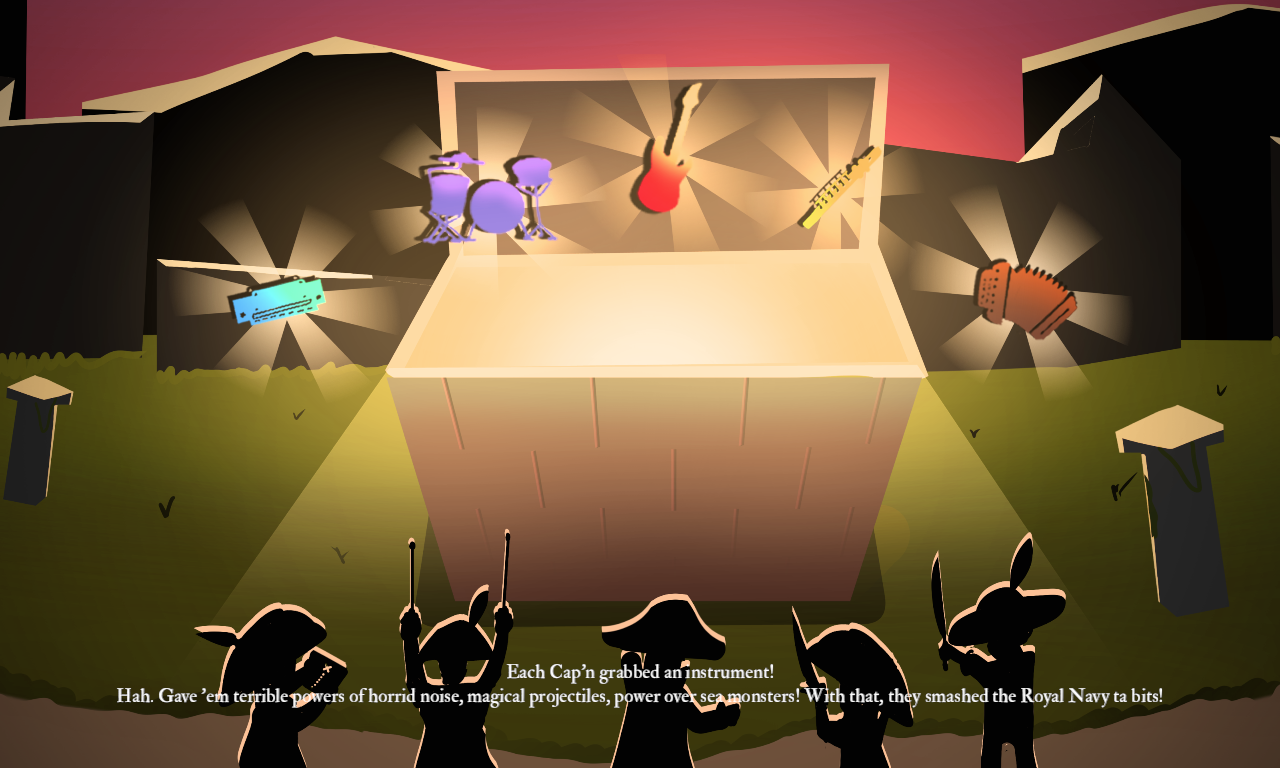 Each Cap'n grabbed an instrument!
Hah. Gave 'em terrible powers of horrid noise, magical projectiles, power over sea monsters! With that, they smashed the Royal Navy ta bits!